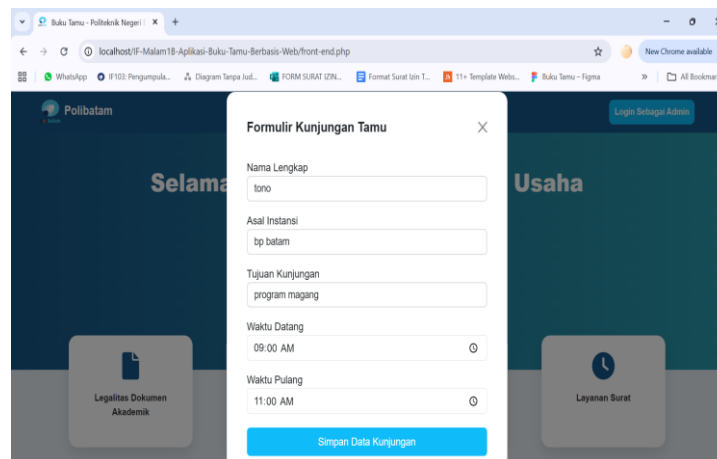 Buku Tamu - Politeknik Negeri
localhost/IF-Malam1B-Aplikasi-Buku-Tamu-Berbasis-Web/front-end.php
New Chrome available
WhatsApp
IF103: Pengumpula...
Diagram Tanpa Jud...
FORM SURAT IZIN...
Format Surat Izin T...
11+ Template Webs...
Buku Tamu – Figma
All Bookmar
Polibatam
Login Sebagai Admin
Selama
Usaha
Formulir Kunjungan Tamu
Nama Lengkap
tono
Asal Instansi
bp batam
Tujuan Kunjungan
program magang
Waktu Datang
09:00 AM
Waktu Pulang
11:00 AM
Simpan Data Kunjungan
Legalitas Dokumen
Akademik
Layanan Surat